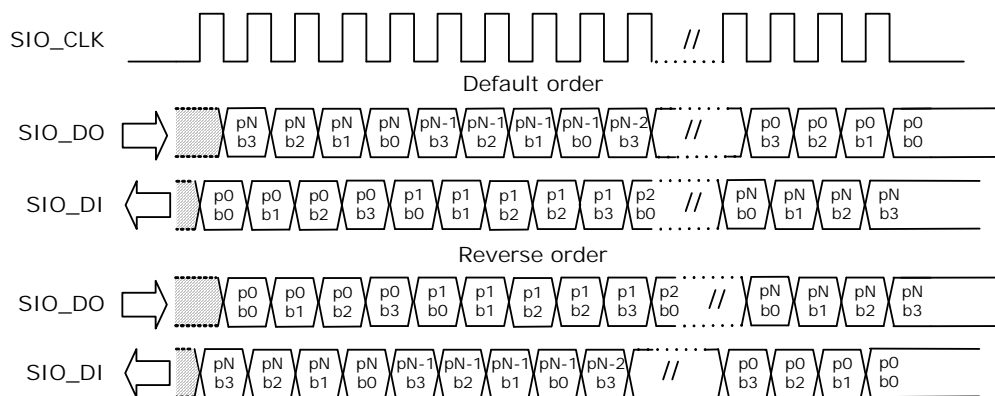 SIO_CLK //
Default order
pN pN pN pN pN-1 pN-1 pN-1 pN-1 pN-2 p0 p0 p0 p0
SIO_DO //
b3 b2 b1 b0 b3 b2 b1 b0 b3 b3 b2 b1 b0
p0 p0 p0 p0 p1 p1 p1 p1 p1 p2 pN pN pN pN
SIO_DI //
b0 b1 b2 b3 b0 b1 b2 b2 b3 b0 b0 b1 b2 b3
Reverse order
p0 p0 p0 p0 p1 p1 p1 p1 p1 p2 pN pN pN pN
SIO_DO //
b0 b1 b2 b3 b0 b1 b2 b2 b3 b0 b0 b1 b2 b3
pN pN pN pN pN-1 pN-1 pN-1 pN-1 pN-2 p0 p0 p0 p0
SIO_DI //
b3 b2 b1 b0 b3 b2 b1 b0 b3 b3 b2 b1 b0